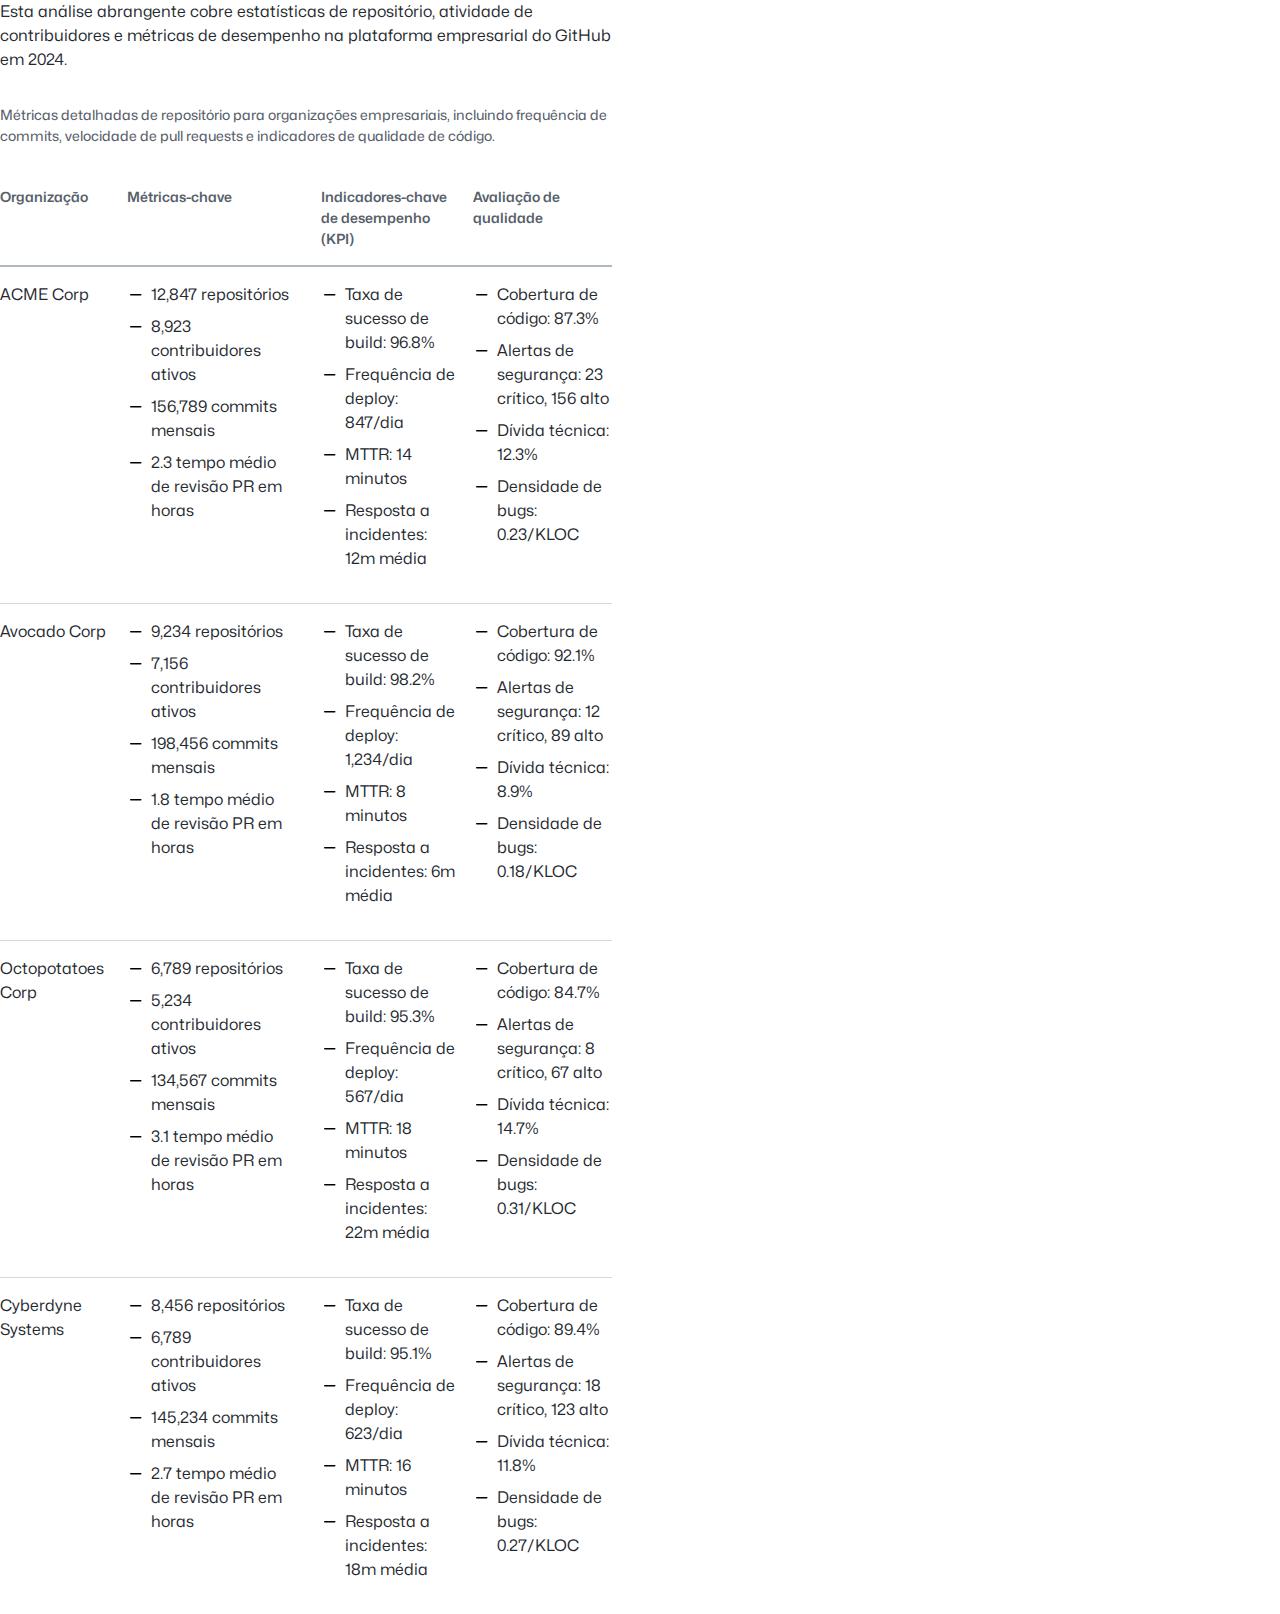 Esta análise abrangente cobre estatísticas de repositório, atividade de
contribuidores e métricas de desempenho na plataforma empresarial do GitHub
em 2024.
Métricas detalhadas de repositório para organizações empresariais, incluindo frequência de
commits, velocidade de pull requests e indicadores de qualidade de código.
Organização
Métricas-chave
Indicadores-chave
de desempenho
(KPI)
Avaliação de
qualidade
ACME Corp
— 12,847 repositórios
— 8,923
contribuidores
ativos
— 156,789 commits
mensais
— 2.3 tempo médio
de revisão PR em
horas
— Taxa de
sucesso de
build: 96.8%
— Frequência de
deploy:
847/dia
— MTTR: 14
minutos
— Resposta a
incidentes:
12m média
— Cobertura de
código: 87.3%
— Alertas de
segurança: 23
crítico, 156 alto
— Dívida técnica:
12.3%
— Densidade de
bugs:
0.23/KLOC
Avocado Corp
— 9,234 repositórios
— 7,156
contribuidores
ativos
— 198,456 commits
mensais
— 1.8 tempo médio
de revisão PR em
horas
— Taxa de
sucesso de
build: 98.2%
— Frequência de
deploy:
1,234/dia
— MTTR: 8
minutos
— Resposta a
incidentes: 6m
média
— Cobertura de
código: 92.1%
— Alertas de
segurança: 12
crítico, 89 alto
— Dívida técnica:
8.9%
— Densidade de
bugs:
0.18/KLOC
Octopotatoes
Corp
— 6,789 repositórios
— 5,234
contribuidores
ativos
— 134,567 commits
mensais
— 3.1 tempo médio
de revisão PR em
horas
— Taxa de
sucesso de
build: 95.3%
— Frequência de
deploy:
567/dia
— MTTR: 18
minutos
— Resposta a
incidentes:
22m média
— Cobertura de
código: 84.7%
— Alertas de
segurança: 8
crítico, 67 alto
— Dívida técnica:
14.7%
— Densidade de
bugs:
0.31/KLOC
Cyberdyne
Systems
— 8,456 repositórios
— 6,789
contribuidores
ativos
— 145,234 commits
mensais
— 2.7 tempo médio
de revisão PR em
horas
— Taxa de
sucesso de
build: 95.1%
— Frequência de
deploy:
623/dia
— MTTR: 16
minutos
— Resposta a
incidentes:
18m média
— Cobertura de
código: 89.4%
— Alertas de
segurança: 18
crítico, 123 alto
— Dívida técnica:
11.8%
— Densidade de
bugs:
0.27/KLOC